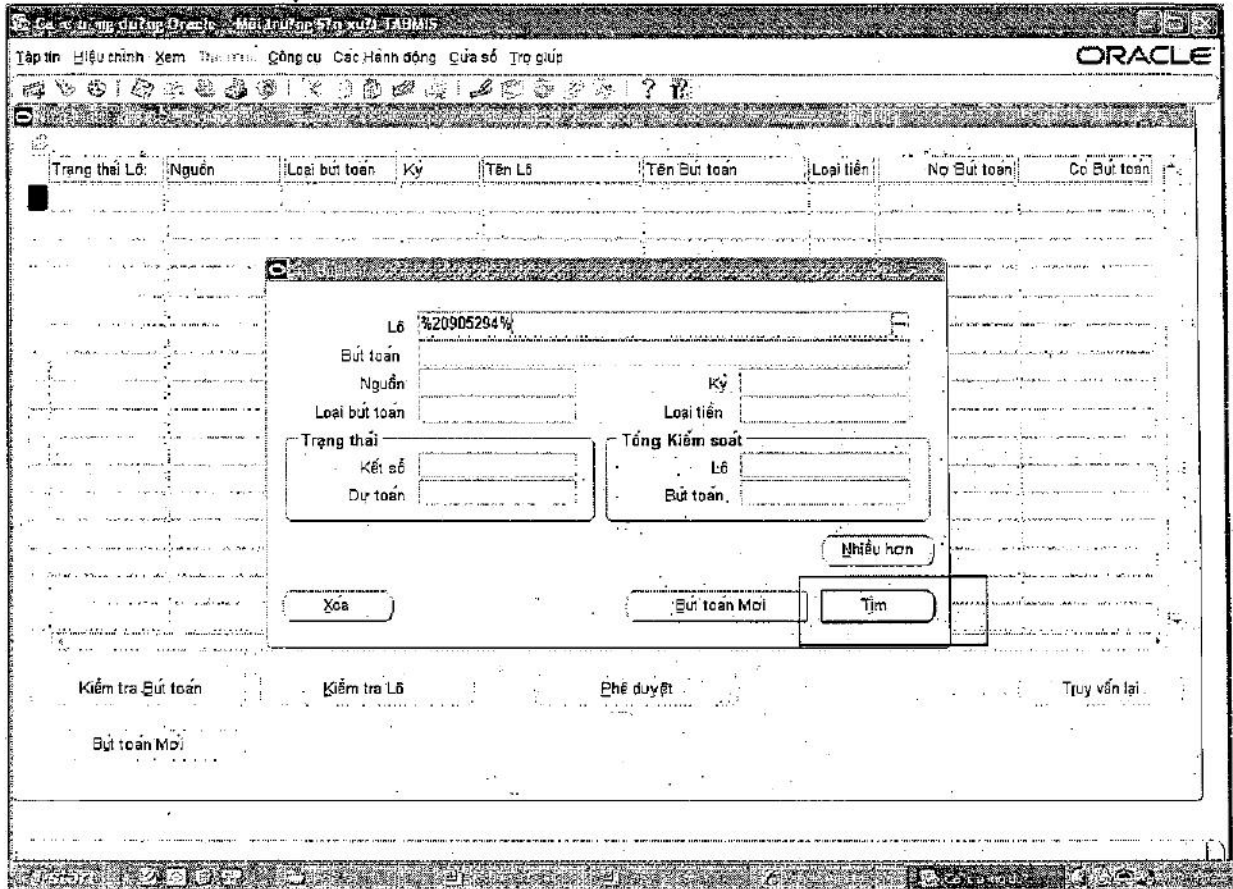 TABMIS
Tập tin Hiệu chỉnh Xem Công cụ Các Hành động Cửa sổ Trợ giúp
ORACLE
Trạng thái Lô: Nguồn Loại bút toán Kỳ Tên Lô Tên Bút toán Loại tiền Nợ Bút toán Có Bút toán
Lô %20905294%
Bút toán
Nguồn Kỳ
Loại bút toán Loại tiền
Trạng thái Tổng Kiểm soát
Kết sổ Lô
Dự toán Bút toán
Nhiều hơn
Xóa Bút toán Mới Tìm
Kiểm tra Bút toán Kiểm tra Lô Phê duyệt Truy vấn lại
Bút toán Mới